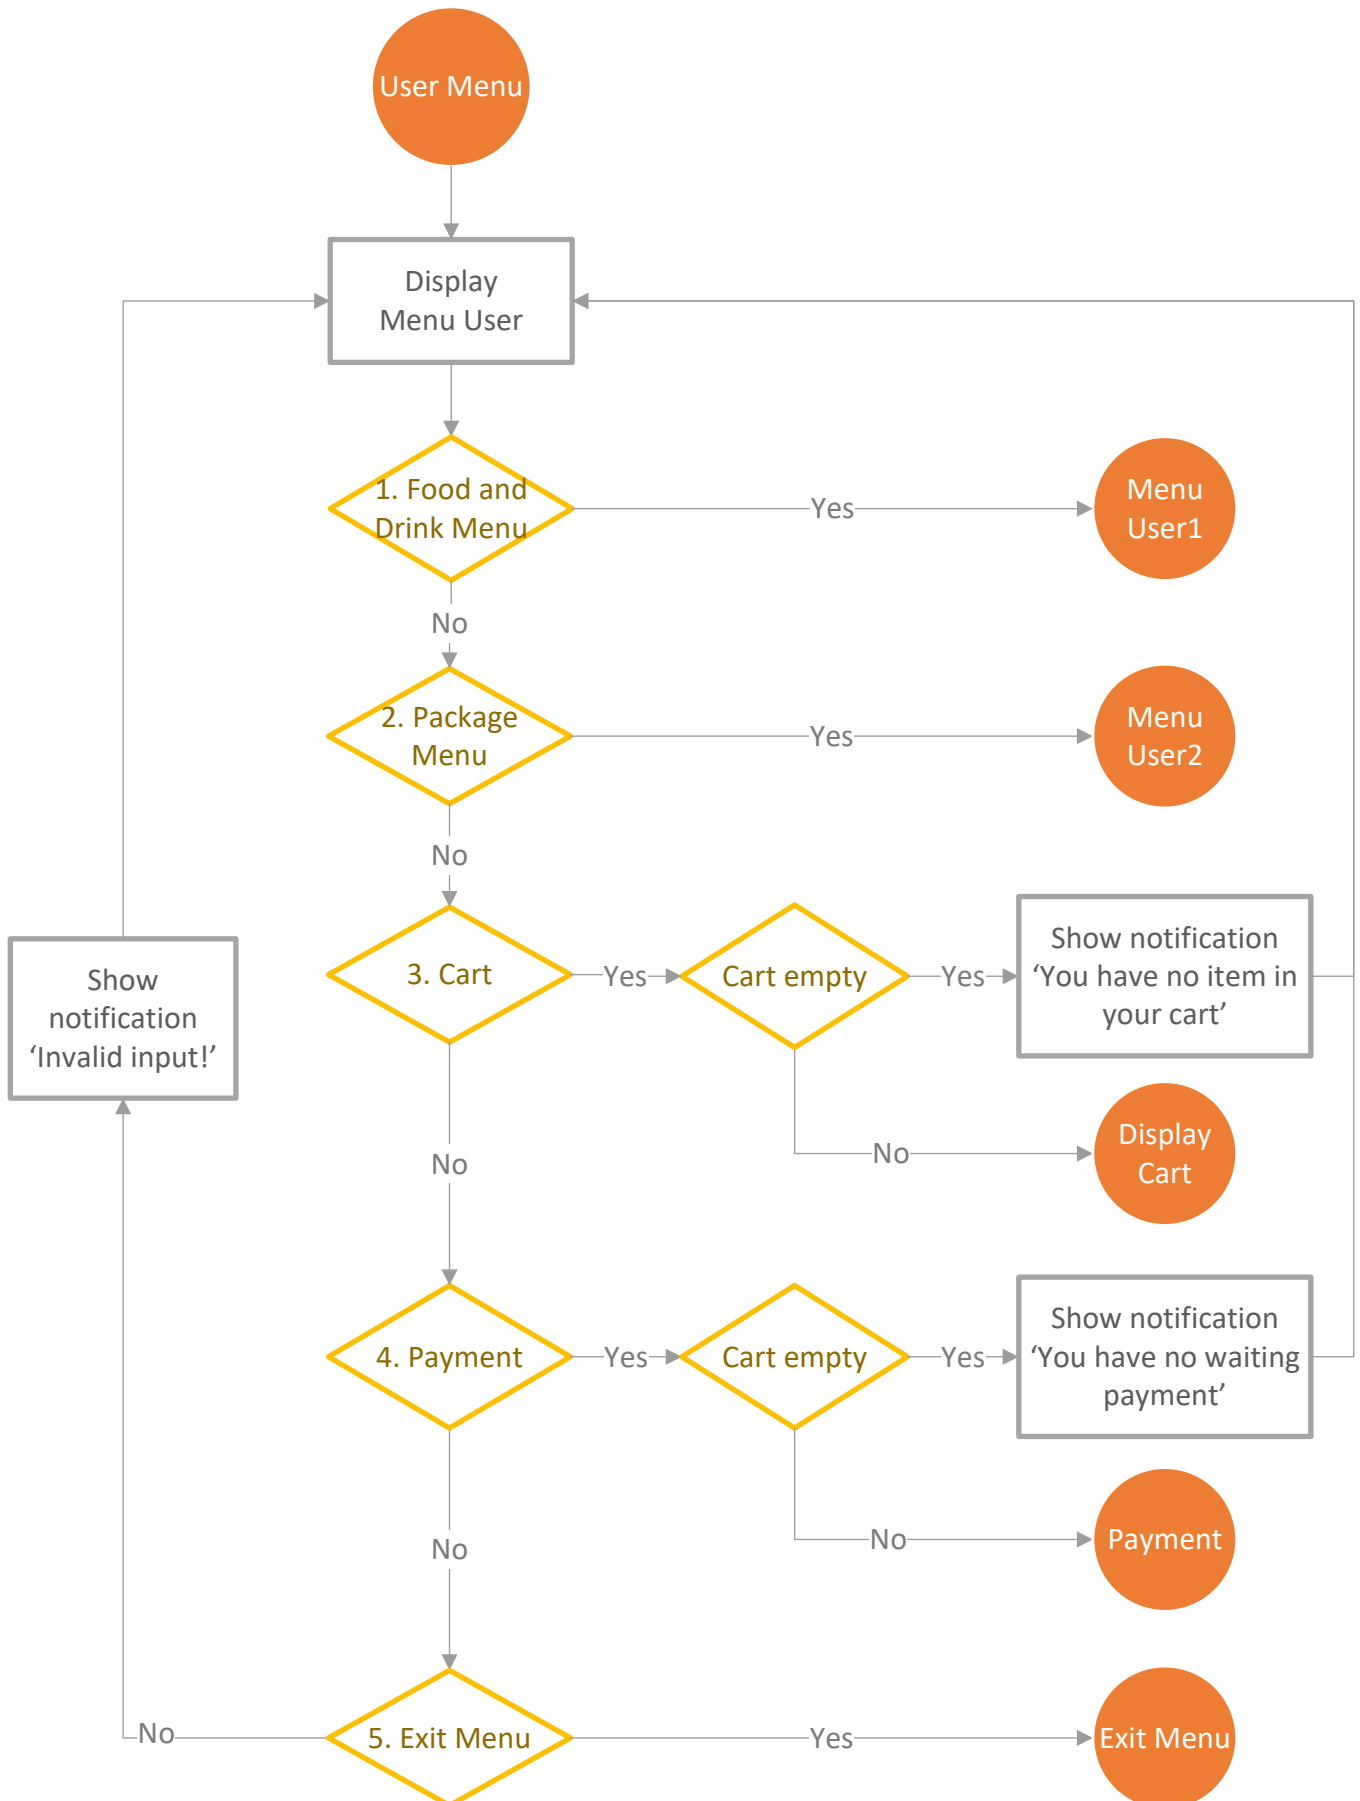 User Menu
Display
Menu User
1. Food and
Drink Menu
Yes
Menu
User1
No
2. Package
Menu
Yes
Menu
User2
No
3. Cart
Yes
Cart empty
Yes
Show notification
‘You have no item in
your cart’
Show
notification
‘Invalid input!’
No
Display
Cart
No
4. Payment
Yes
Cart empty
Yes
Show notification
‘You have no waiting
payment’
No
Payment
No
No
5. Exit Menu
Yes
Exit Menu